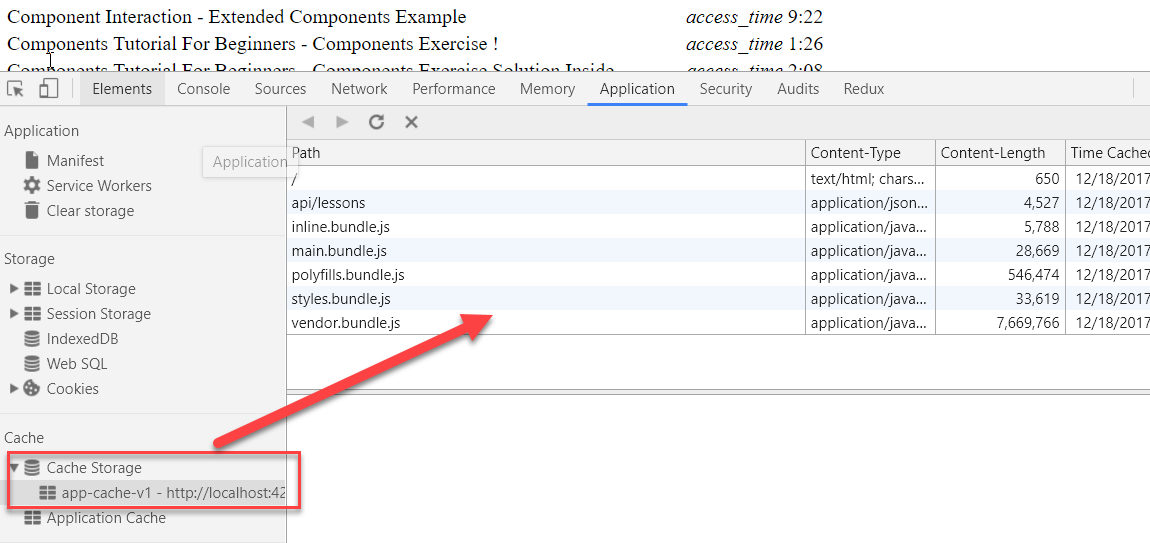 Component Interaction - Extended Components Example access_time 9:22
Components Tutorial For Beginners - Components Exercise ! access_time 1:26
Components Tutorial For Beginners - Components Exercise Solution Inside access_time 2:08
Elements Console Sources Network Performance Memory Application Security Audits Redux
Application
Manifest
Service Workers
Clear storage
Application
Storage
Local Storage
Session Storage
IndexedDB
Web SQL
Cookies
Cache
Cache Storage
app-cache-v1 - http://localhost:42
Application Cache
Path Content-Type Content-Length Time Cached
/ text/html; chars... 650 12/18/2017
api/lessons application/json... 4,527 12/18/2017
inline.bundle.js application/java... 5,788 12/18/2017
main.bundle.js application/java... 28,669 12/18/2017
polyfills.bundle.js application/java... 546,474 12/18/2017
styles.bundle.js application/java... 33,619 12/18/2017
vendor.bundle.js application/java... 7,669,766 12/18/2017